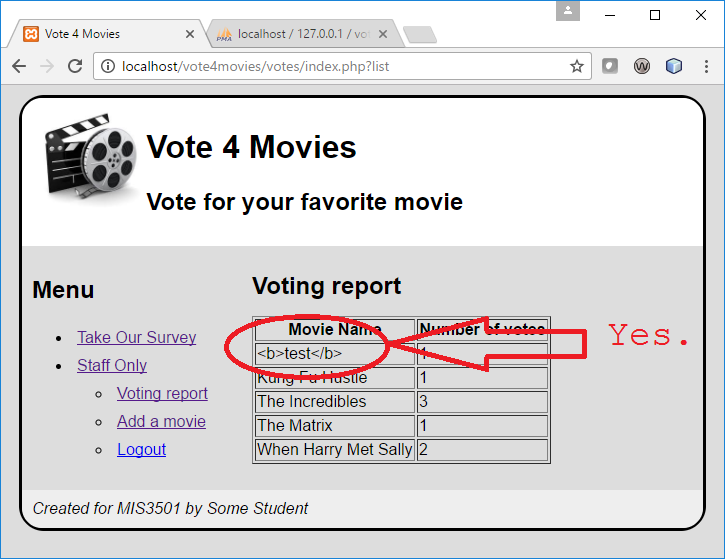 Vote 4 Movies
localhost / 127.0.0.1 / vot
localhost/vote4movies/votes/index.php?list
Vote 4 Movies
Vote for your favorite movie
Menu
Take Our Survey
Staff Only
Voting report
Add a movie
Logout
Voting report
Movie Name Number of votes
<b>test</b> 1
Kung Fu Hustle 1
The Incredibles 3
The Matrix 1
When Harry Met Sally 2
Yes.
Created for MIS3501 by Some Student